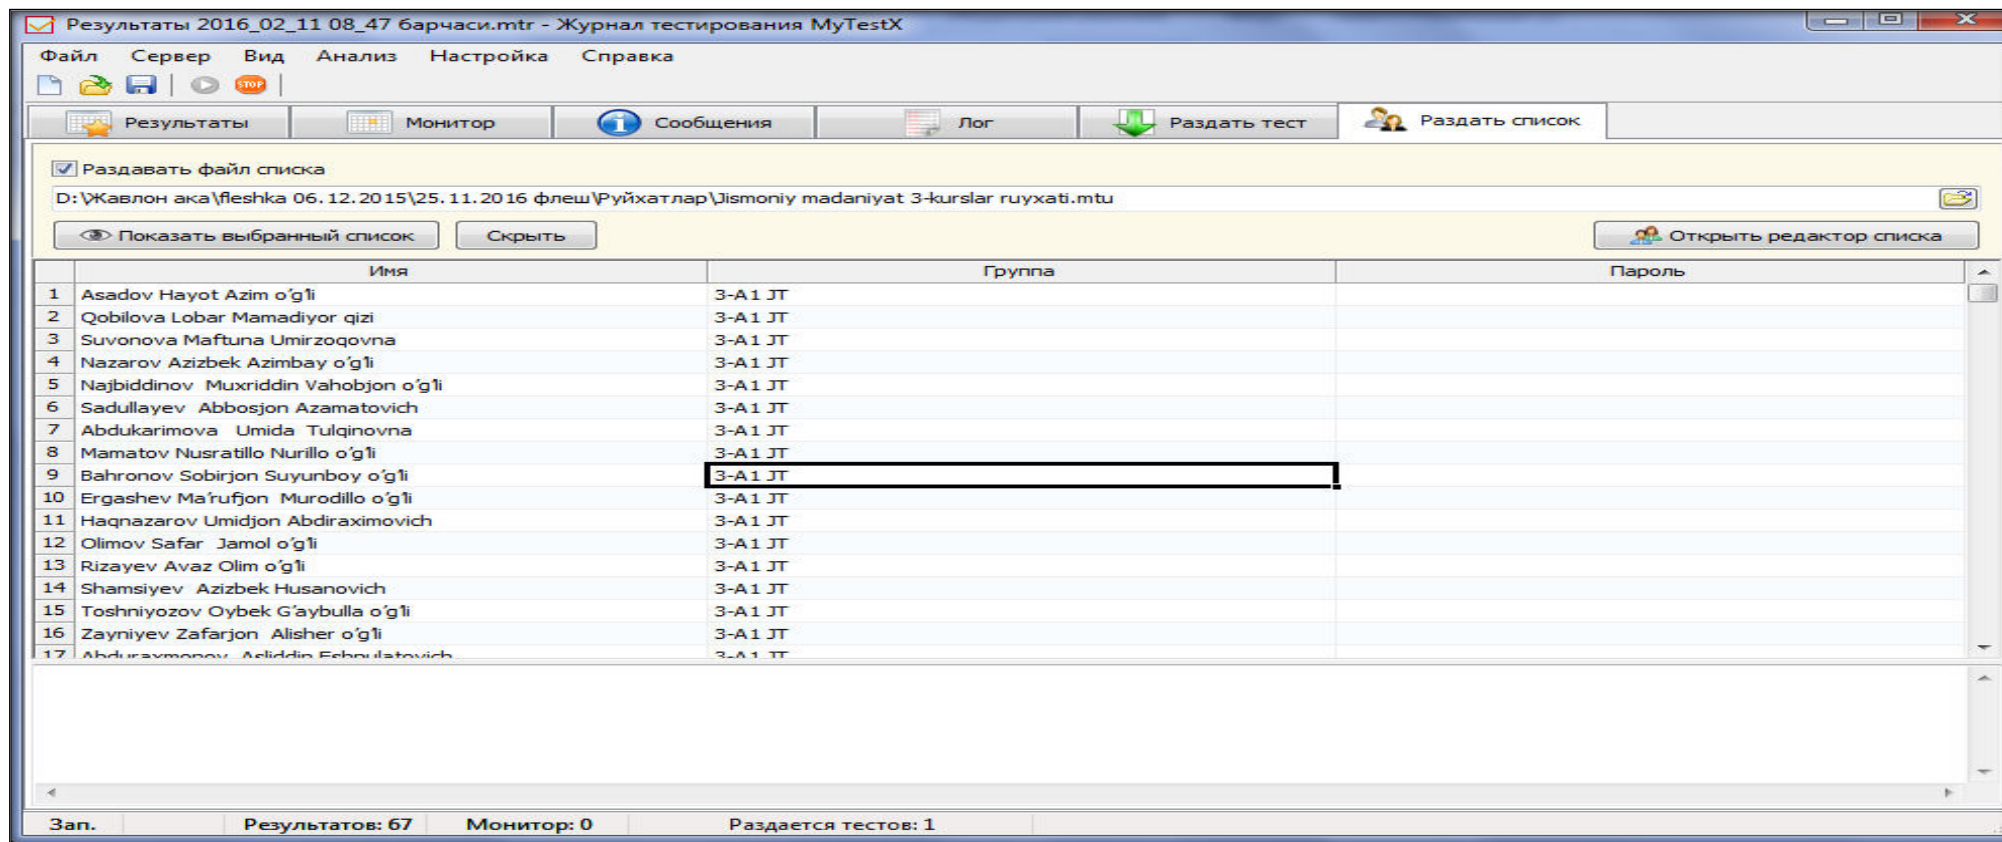 Результаты 2016_02_11 08_47 барчаси.mtr - Журнал тестирования MyTestX
Файл Сервер Вид Анализ Настройка Справка
STOP
Результаты Монитор Сообщения Лог Раздать тест Раздать список
Раздавать файл списка
D:\Жавлон ака\fleshka 06.12.2015\25.11.2016 флеш\Руйхатлар\Jismoniy madaniyat 3-kurslar ruyxati.mtu
Показать выбранный список Скрыть Открыть редактор списка
Имя Группа Пароль
1 Asadov Hayot Azim o'g'li 3-A1 JT
2 Qobilova Lobar Mamadiyor qizi 3-A1 JT
3 Suvonova Maftuna Umirzoqovna 3-A1 JT
4 Nazarov Azizbek Azimbay o'g'li 3-A1 JT
5 Najbiddinov Muxriddin Vahobjon o'g'li 3-A1 JT
6 Sadullayev Abbosjon Azamatovich 3-A1 JT
7 Abdukarimova Umida Tulqinovna 3-A1 JT
8 Mamatov Nusratillo Nurillo o'g'li 3-A1 JT
9 Bahronov Sobirjon Suyunboy o'g'li 3-A1 JT
10 Ergashev Ma'rufjon Murodillo o'g'li 3-A1 JT
11 Haqnazarov Umidjon Abdiraximovich 3-A1 JT
12 Olimov Safar Jamol o'g'li 3-A1 JT
13 Rizayev Avaz Olim o'g'li 3-A1 JT
14 Shamsiyev Azizbek Husanovich 3-A1 JT
15 Toshniyozov Oybek G'aybulla o'g'li 3-A1 JT
16 Zayniyev Zafarjon Alisher o'g'li 3-A1 JT
17 Abduraxmonov Asliddin Eshpulatovich 3-A1 JT
Зап. Результатов: 67 Монитор: 0 Раздается тестов: 1